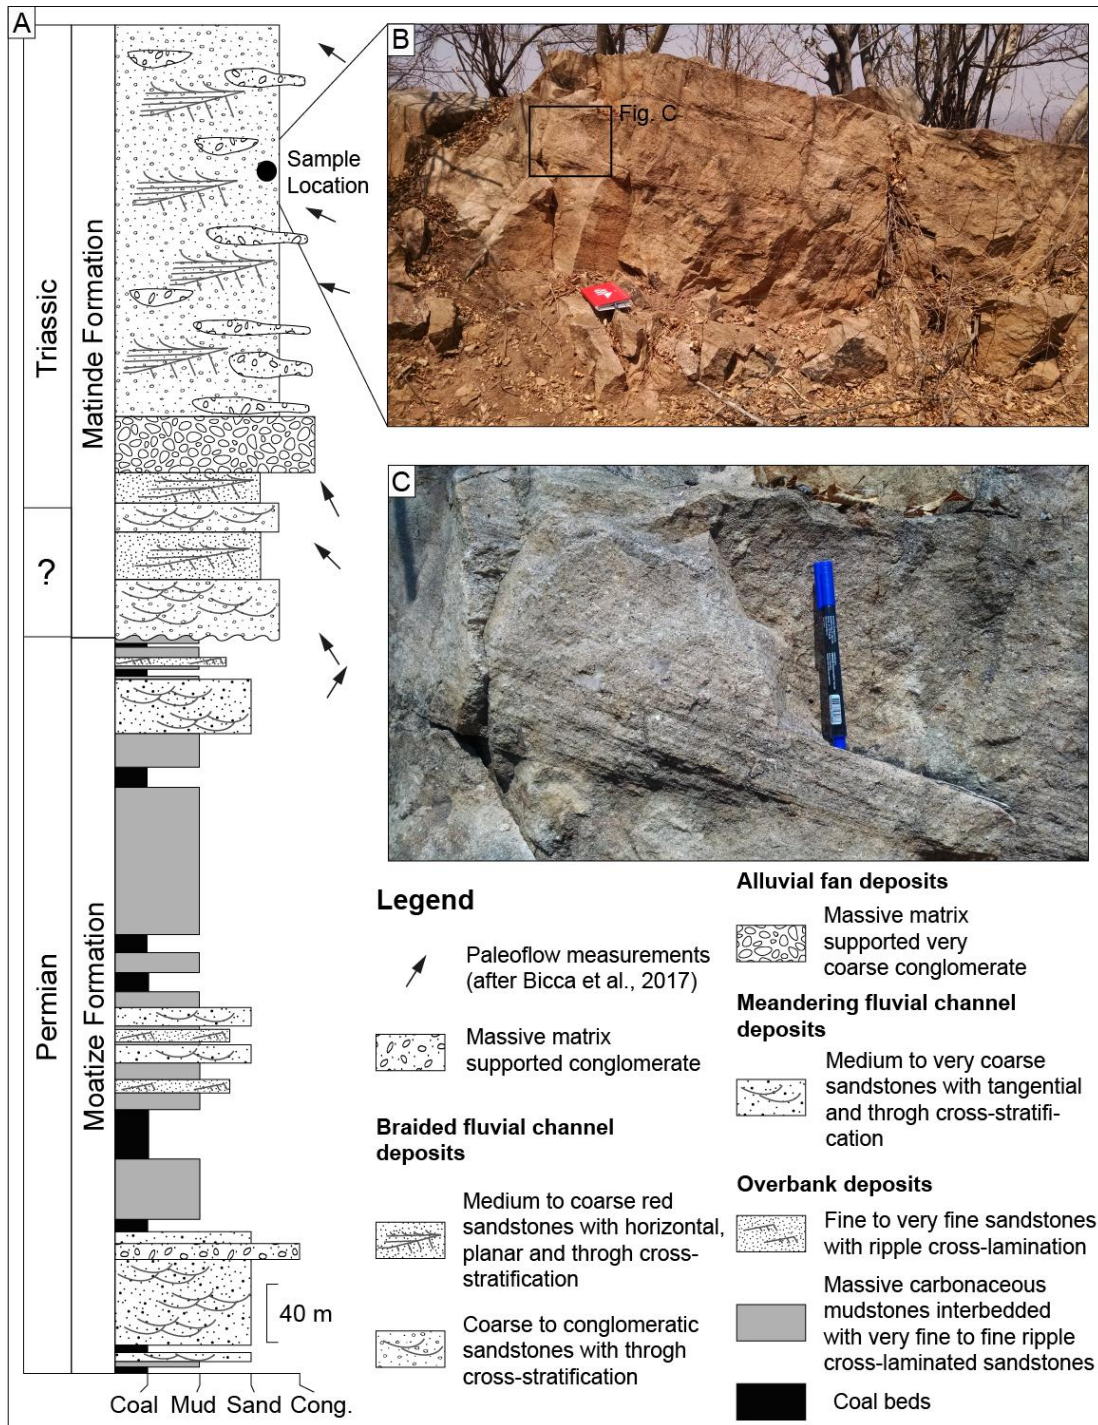 A
Triassic
?
Permian
Matinde Formation
Moatize Formation
Sample
Location
40 m
Coal Mud Sand Cong.
B
Fig. C
C
Legend
Paleoflow measurements
(after Bicca et al., 2017)
Massive matrix
supported conglomerate
Braided fluvial channel
deposits
Medium to coarse red
sandstones with horizontal,
planar and throgh cross-
stratification
Coarse to conglomeratic
sandstones with throgh
cross-stratification
Alluvial fan deposits
Massive matrix
supported very
coarse conglomerate
Meandering fluvial channel
deposits
Medium to very coarse
sandstones with tangential
and throgh cross-stratifi-
cation
Overbank deposits
Fine to very fine sandstones
with ripple cross-lamination
Massive carbonaceous
mudstones interbedded
with very fine to fine ripple
cross-laminated sandstones
Coal beds